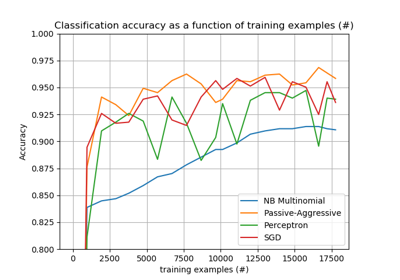 Classification accuracy as a function of training examples (#)
1.000
0.975
0.950
0.925
0.900
0.875
0.850
0.825
0.800
Accuracy
NB Multinomial
Passive-Aggressive
Perceptron
SGD
0 2500 5000 7500 10000 12500 15000 17500
training examples (#)